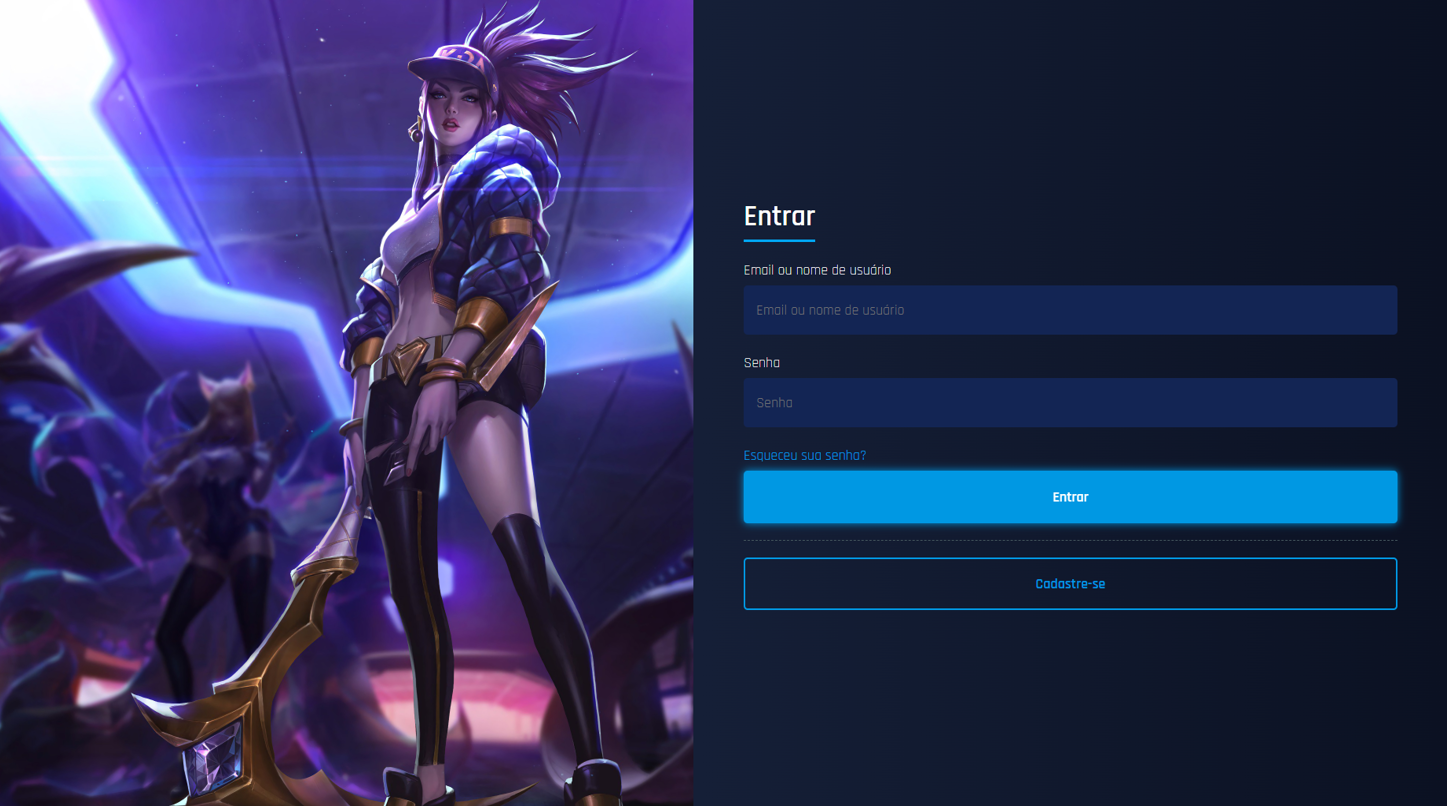 K/DA
Entrar
Email ou nome de usuário
Email ou nome de usuário
Senha
Senha
Esqueceu sua senha?
Entrar
Cadastre-se